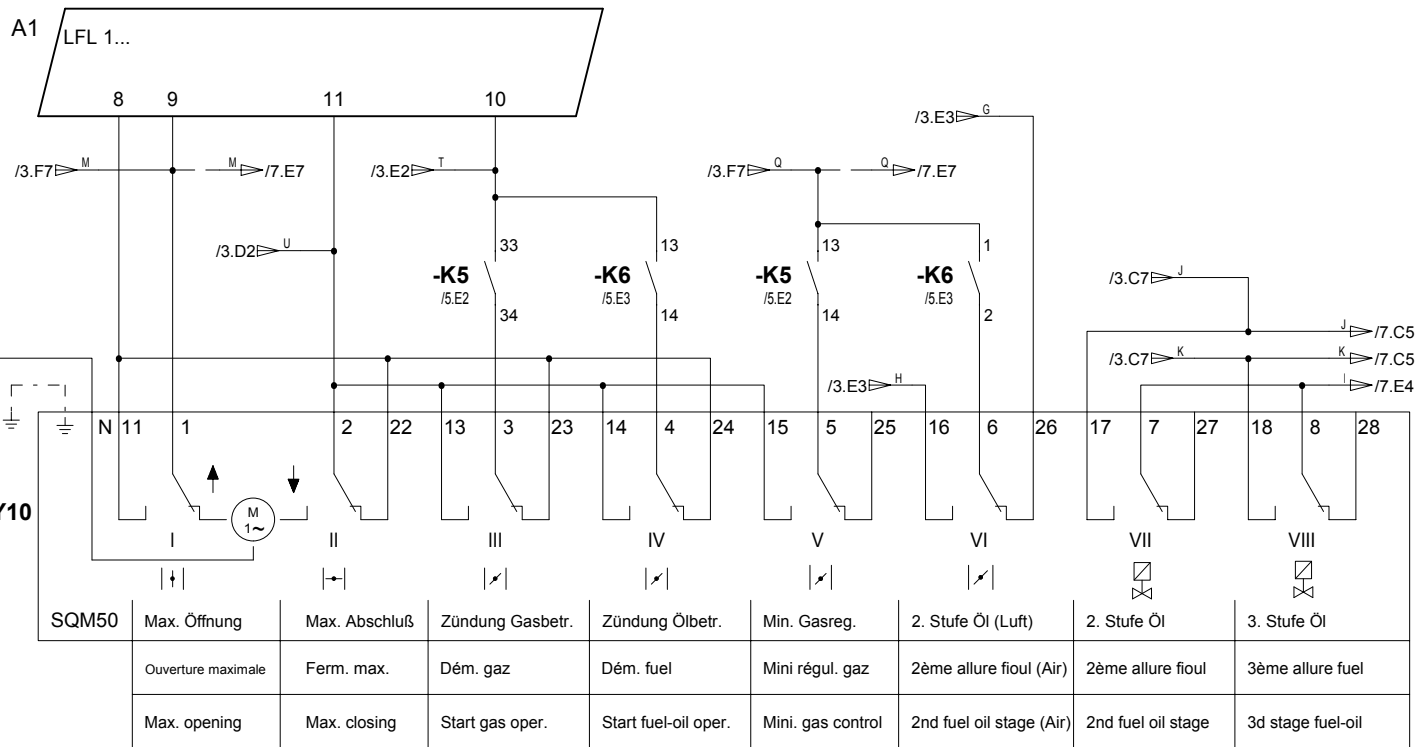 A1
LFL 1...
8 9 11 10
/3.E3 G
/3.F7 M M /7.E7 /3.E2 T /3.F7 Q Q /7.E7
/3.D2 U 33 13 13 1
-K5 -K6 -K5 -K6 /3.C7 J
/5.E2 /5.E3 /5.E2 /5.E3
34 14 14 2
J /7.C5
/3.C7 K K /7.C5
/3.E3 H I /7.E4
N 11 1 2 22 13 3 23 14 4 24 15 5 25 16 6 26 17 7 27 18 8 28
Y10
M
1~
I II III IV V VI VII VIII
SQM50 Max. Öffnung Max. Abschluß Zündung Gasbetr. Zündung Ölbetr. Min. Gasreg. 2. Stufe Öl (Luft) 2. Stufe Öl 3. Stufe Öl
Ouverture maximale Ferm. max. Dém. gaz Dém. fuel Mini régul. gaz 2ème allure fioul (Air) 2ème allure fioul 3ème allure fuel
Max. opening Max. closing Start gas oper. Start fuel-oil oper. Mini. gas control 2nd fuel oil stage (Air) 2nd fuel oil stage 3d stage fuel-oil